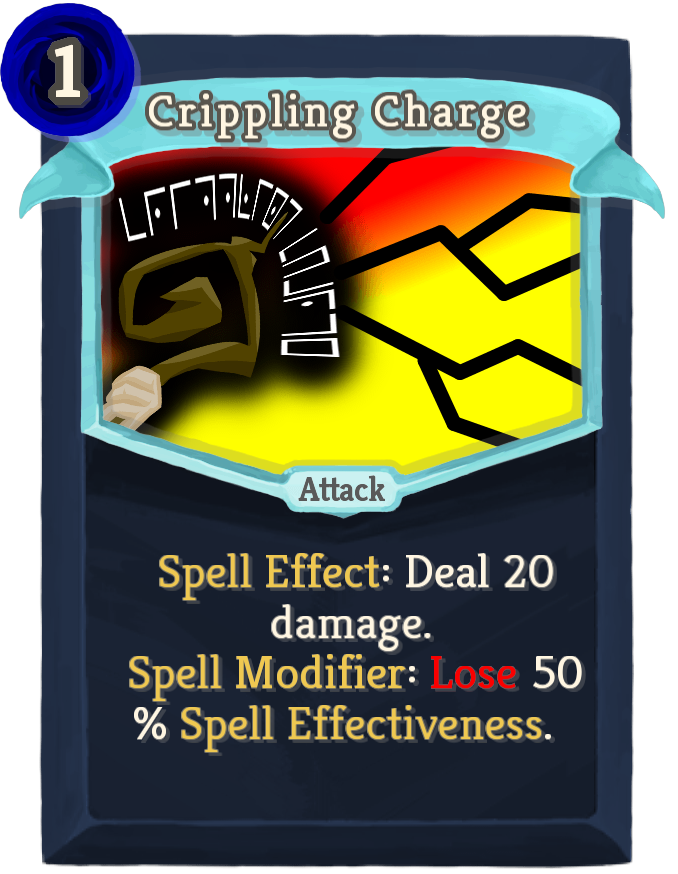 1
Crippling Charge
Attack
Spell Effect: Deal 20
damage.
Spell Modifier: Lose 50
% Spell Effectiveness.